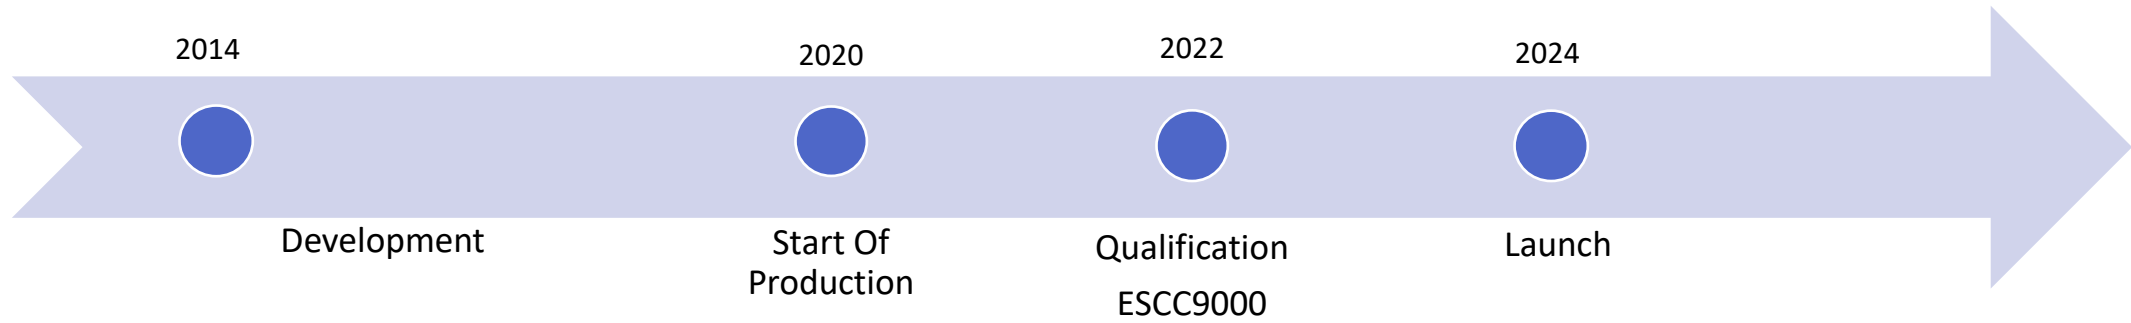 2014
2020
2022
2024
Development
Start Of
Production
Qualification
ESCC9000
Launch